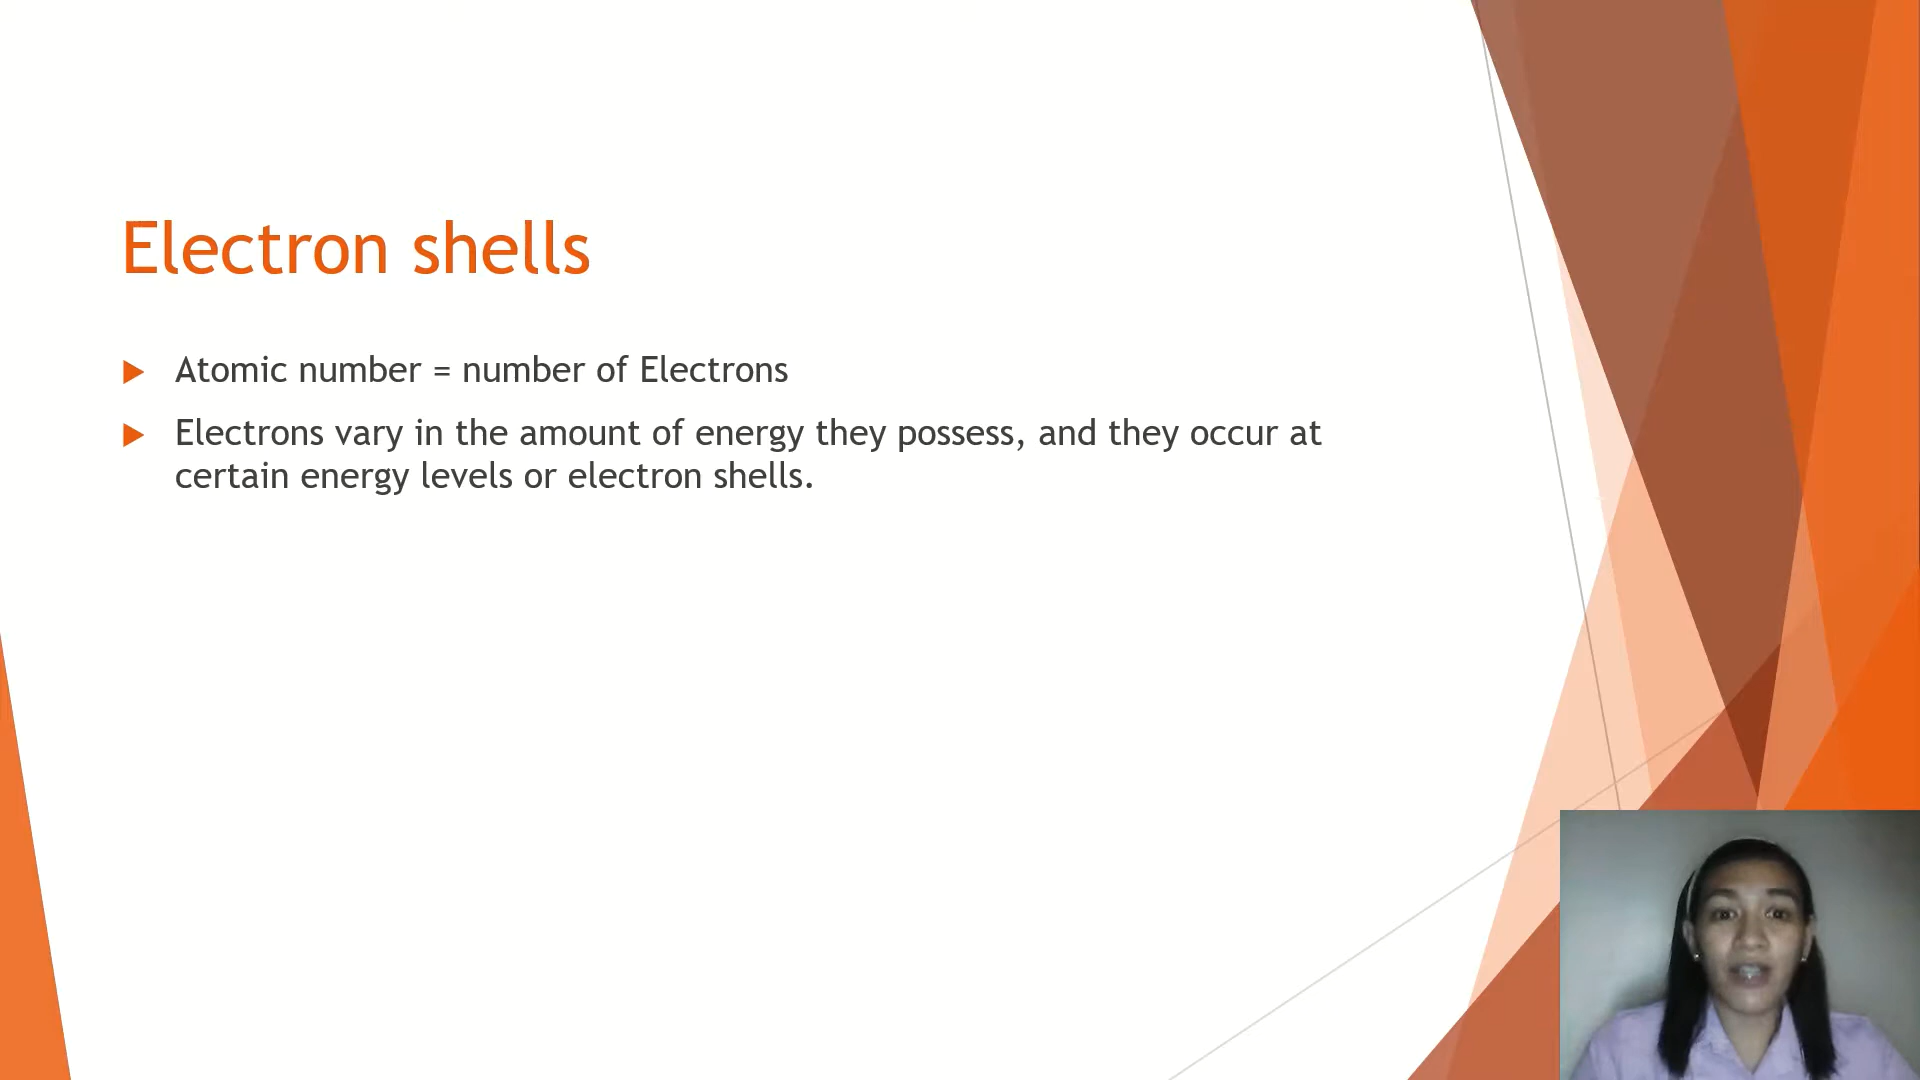 Electron shells
Atomic number = number of Electrons
Electrons vary in the amount of energy they possess, and they occur at
certain energy levels or electron shells.